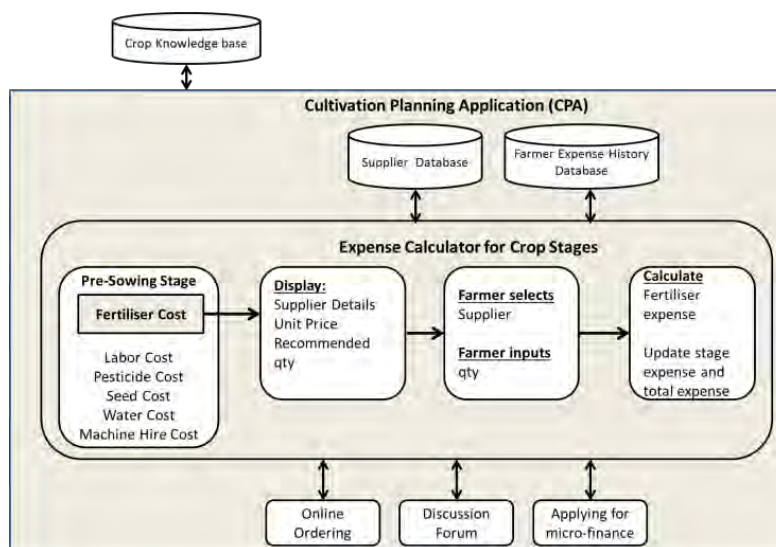 Crop Knowledge base
Cultivation Planning Application (CPA)
Supplier Database
Farmer Expense History
Database
Expense Calculator for Crop Stages
Pre-Sowing Stage
Fertiliser Cost
Labor Cost
Pesticide Cost
Seed Cost
Water Cost
Machine Hire Cost
Display:
Supplier Details
Unit Price
Recommended
qty
Farmer selects
Supplier
Farmer inputs
qty
Calculate
Fertiliser
expense
Update stage
expense and
total expense
Online
Ordering
Discussion
Forum
Applying for
micro-finance